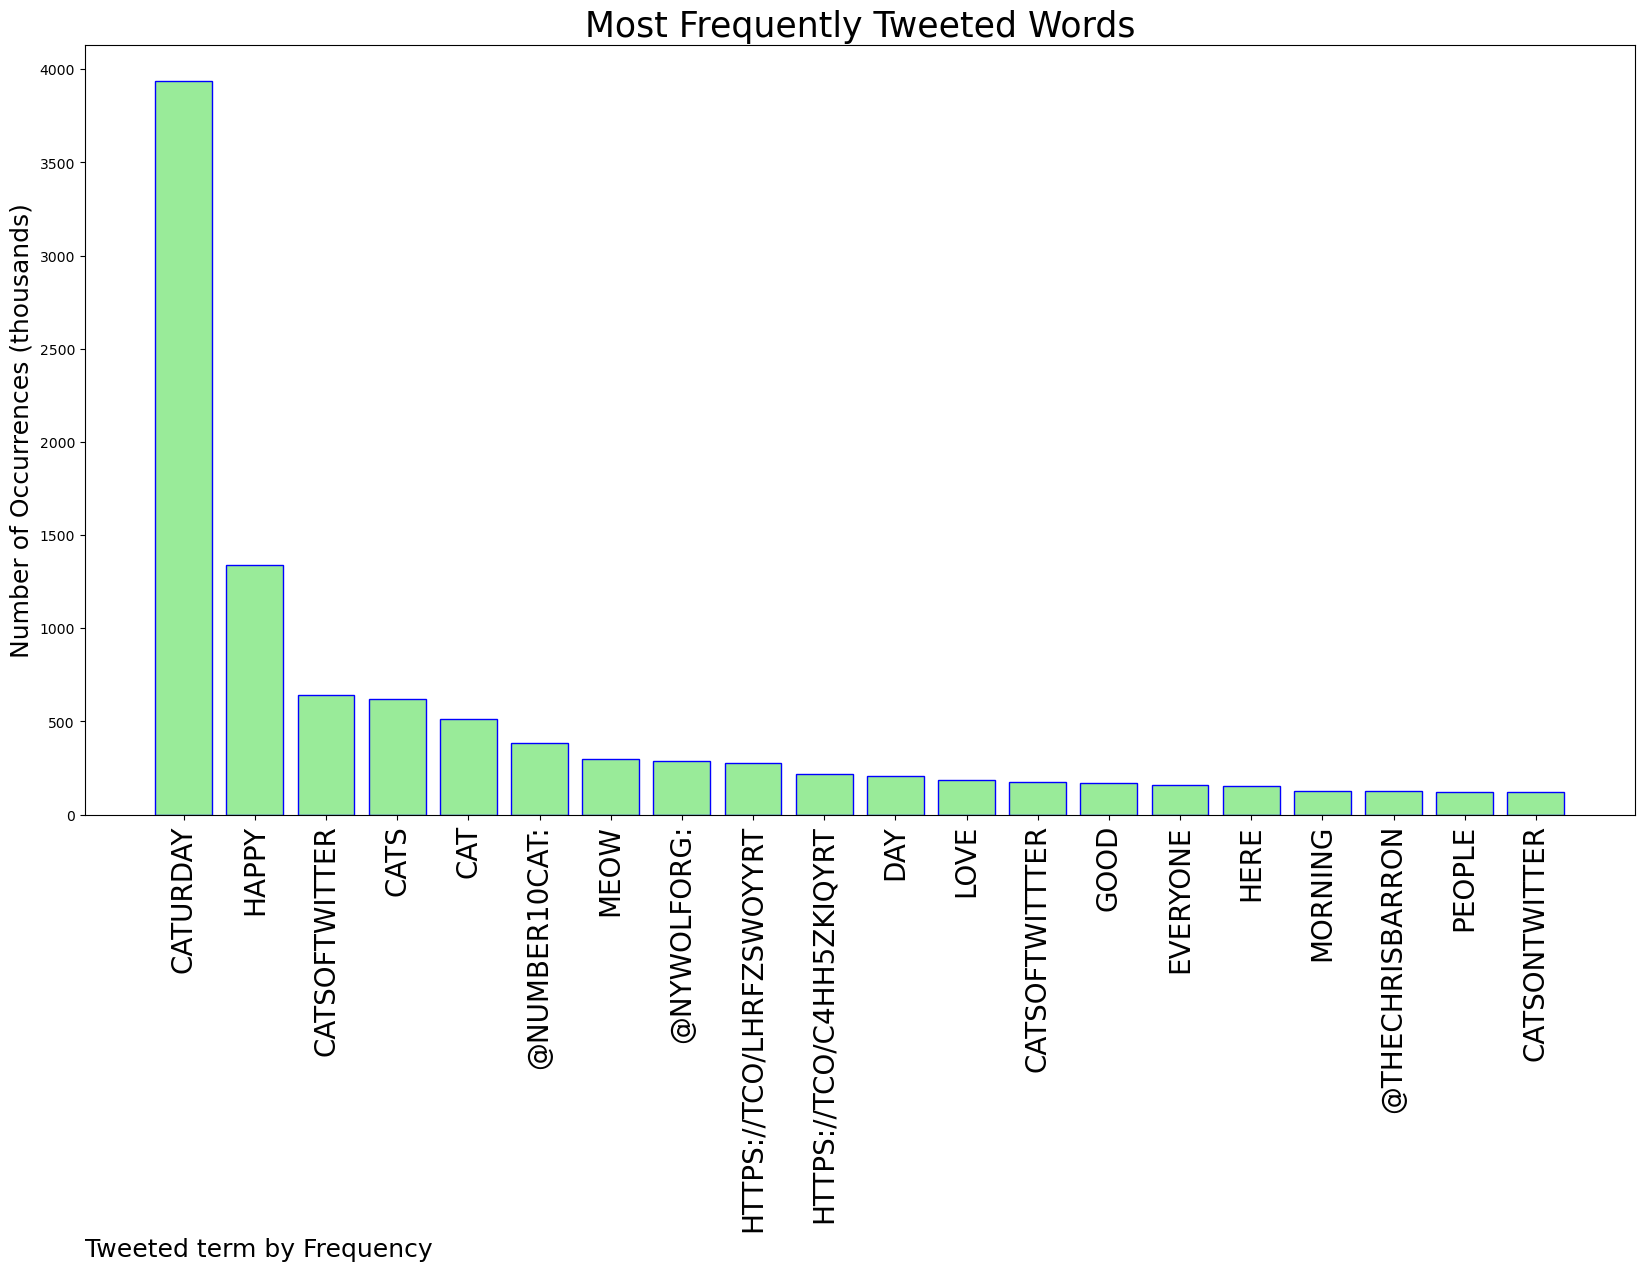 Most Frequently Tweeted Words
Number of Occurrences (thousands)
4000
3500
3000
2500
2000
1500
1000
500
0
CATURDAY
HAPPY
CATSOFTWITTER
CATS
CAT
@NUMBER10CAT:
MEOW
@NYWOLFORG:
HTTPS://TCO/LHRFZSWOYYRT
HTTPS://TCO/C4HH5ZKIQYRT
DAY
LOVE
CATSOFTWITTTER
GOOD
EVERYONE
HERE
MORNING
@THECHRISBARRON
PEOPLE
CATSONTWITTER
Tweeted term by Frequency